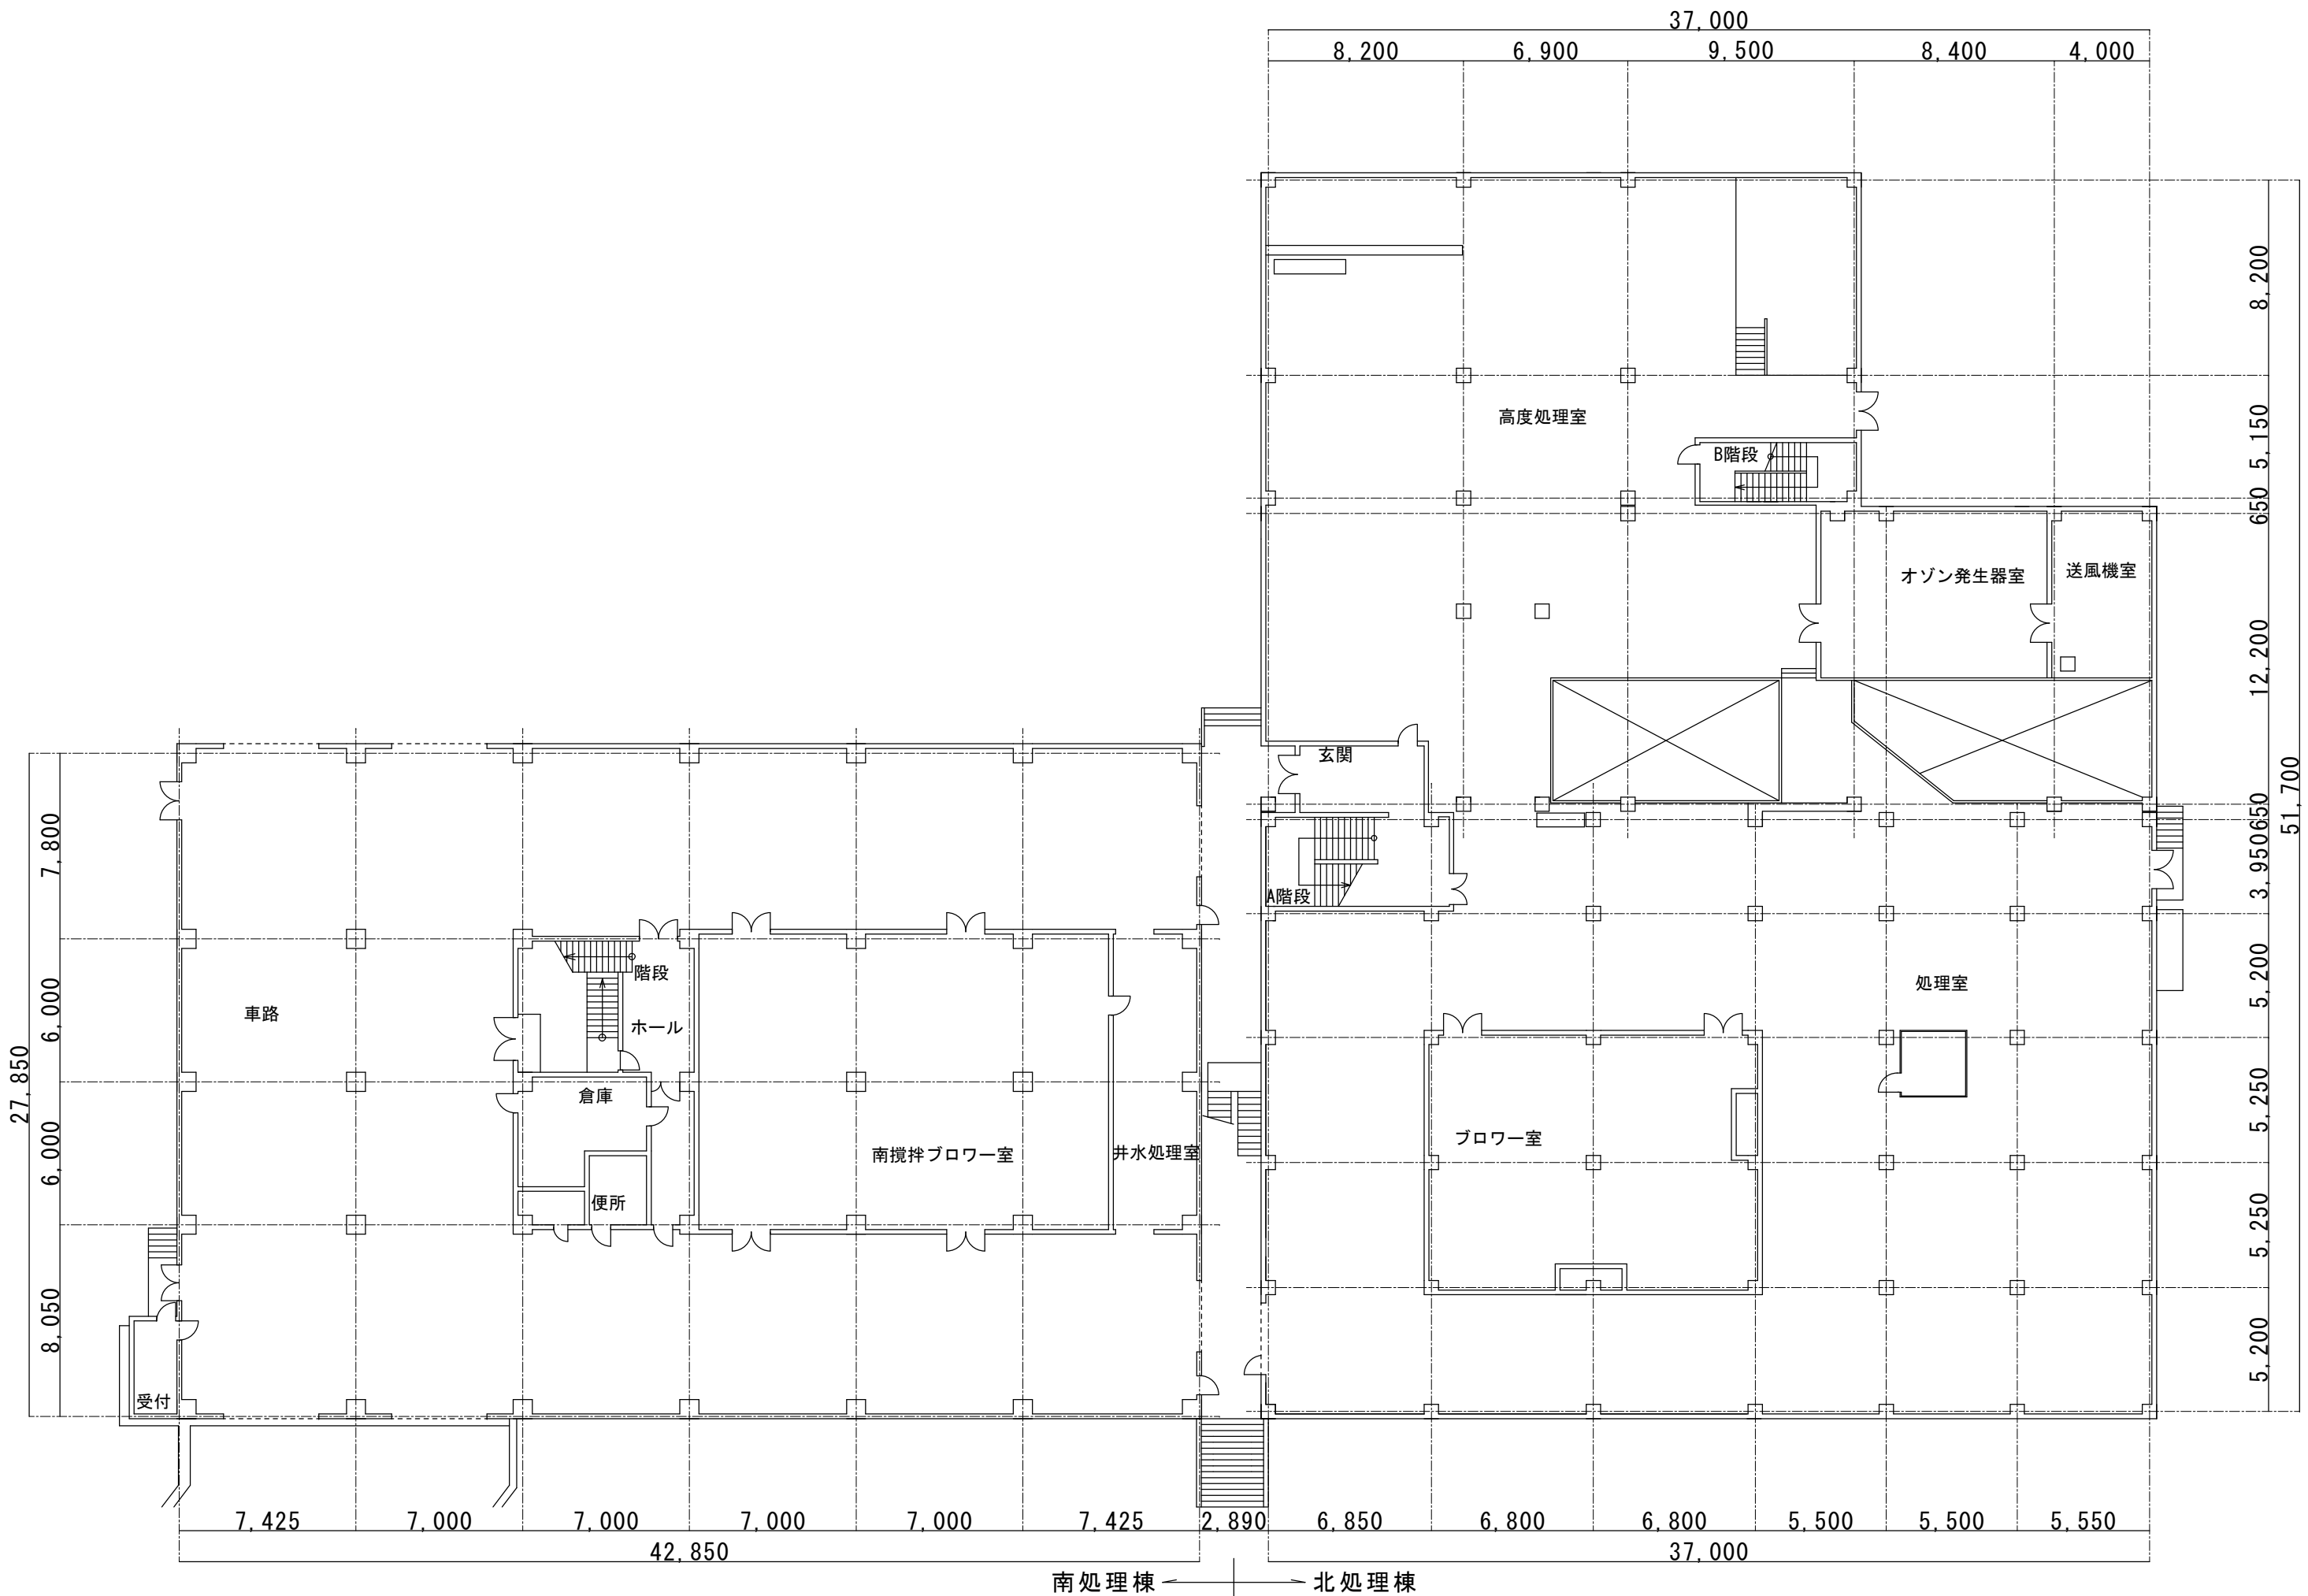 37,000
8,200 6,900 9,500 8,400 4,000
8,200
高度処理室
5,150
B階段
650
オゾン発生器室
送風機室
12,200
玄関
51,700
650
3,950
A階段
7,800
階段
処理室
5,200
車路
ホール
6,000
27,850
倉庫
5,250
ブロワー室
南撹拌ブロワー室
井水処理室
6,000
便所
5,250
8,050
5,200
受付
7,425 7,000 7,000 7,000 7,000 7,425 2,890 6,850 6,800 6,800 5,500 5,500 5,550
42,850 37,000
南処理棟 北処理棟